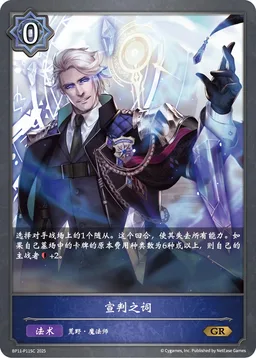 0
宣判之词
选择对手战场上的1个随从。这个回合，使其失去所有能力。如
果自己墓场中的卡牌的原本费用种类数为6种或以上，则自己的
主战者+2。
法术
荒野·魔法师
GR
BP11-P113C 2025
© Cygames, Inc. Published by NetEase Games